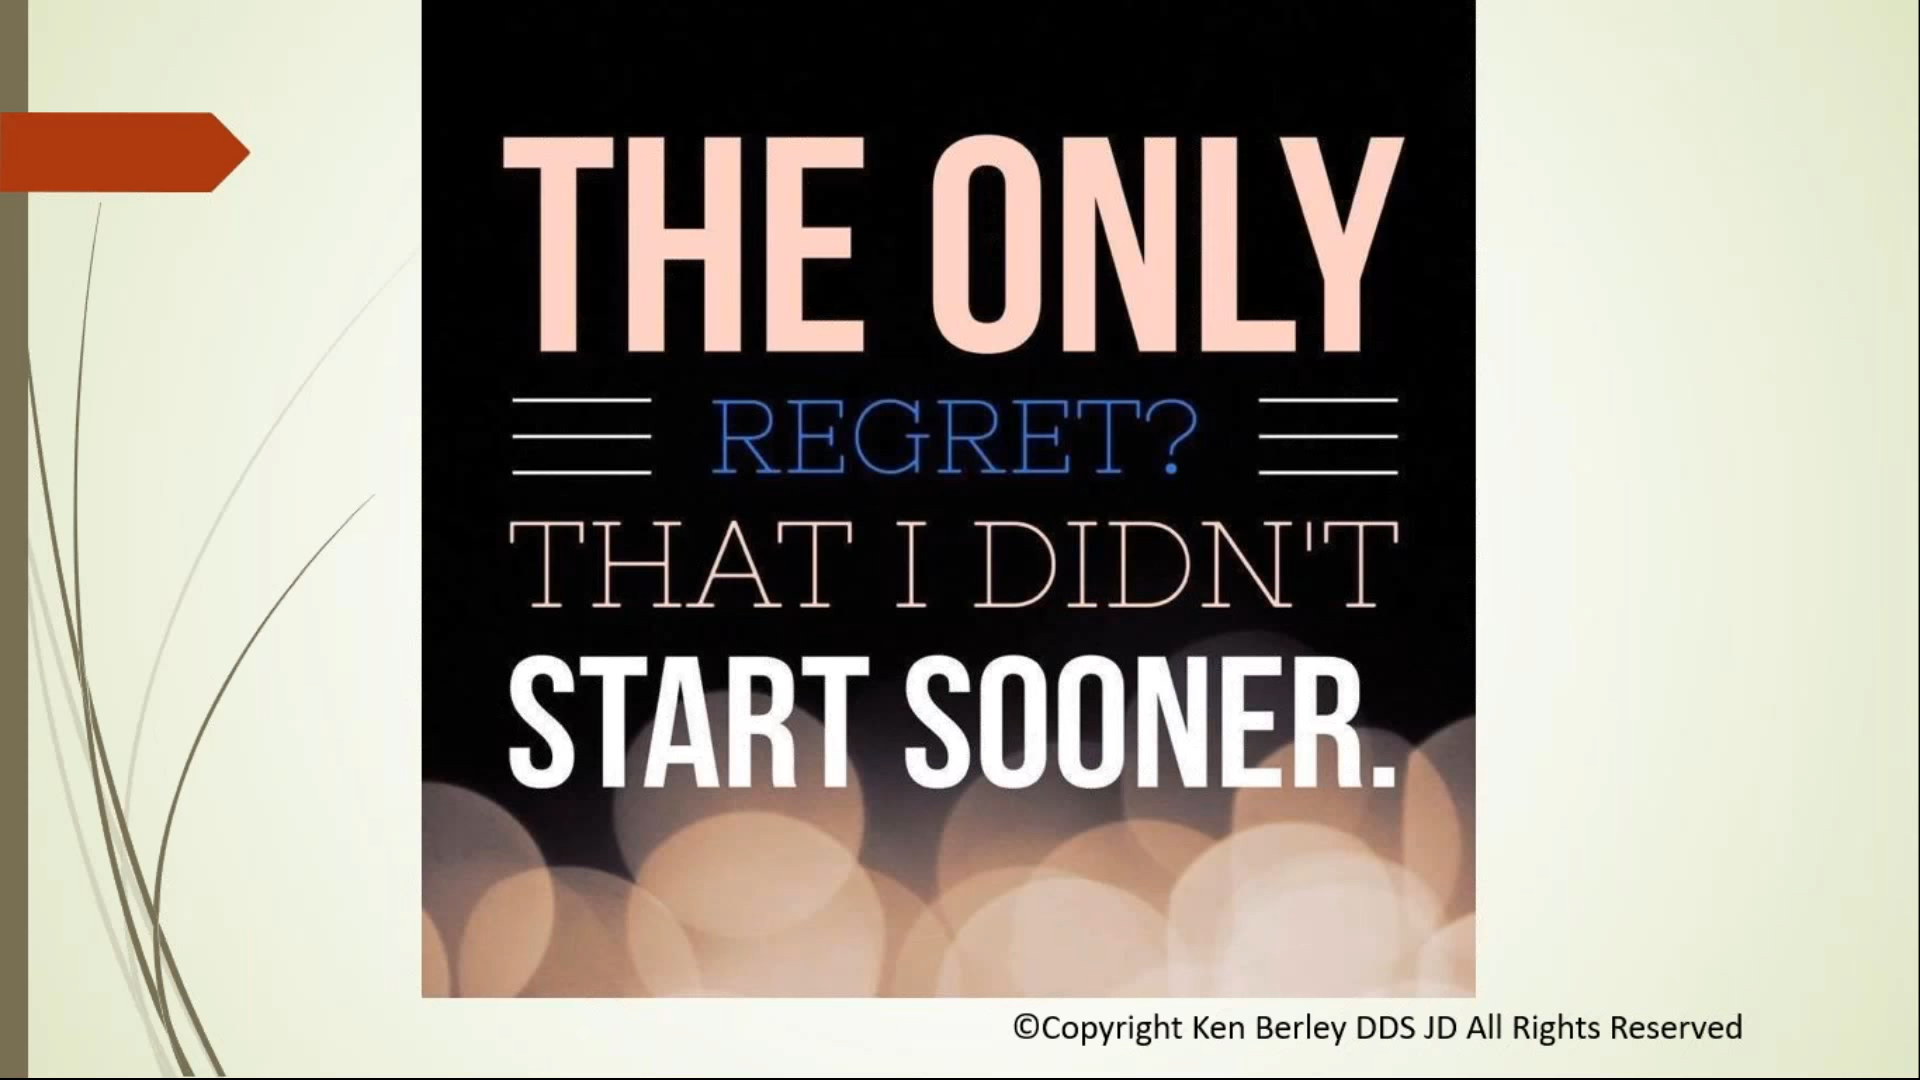 THE ONLY
REGRET?
THAT I DIDN'T
START SOONER.
©Copyright Ken Berley DDS JD All Rights Reserved